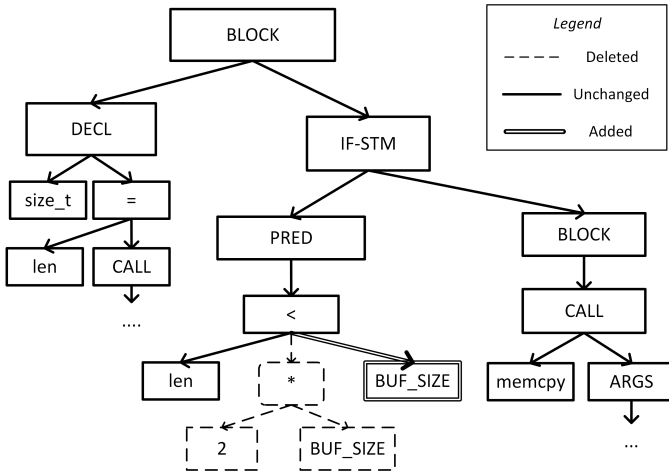 BLOCK
Legend
Deleted
Unchanged
Added
DECL
IF-STM
size_t
=
PRED
BLOCK
len
CALL
<
CALL
....
len
*
BUF_SIZE
memcpy
ARGS
2
BUF_SIZE
...